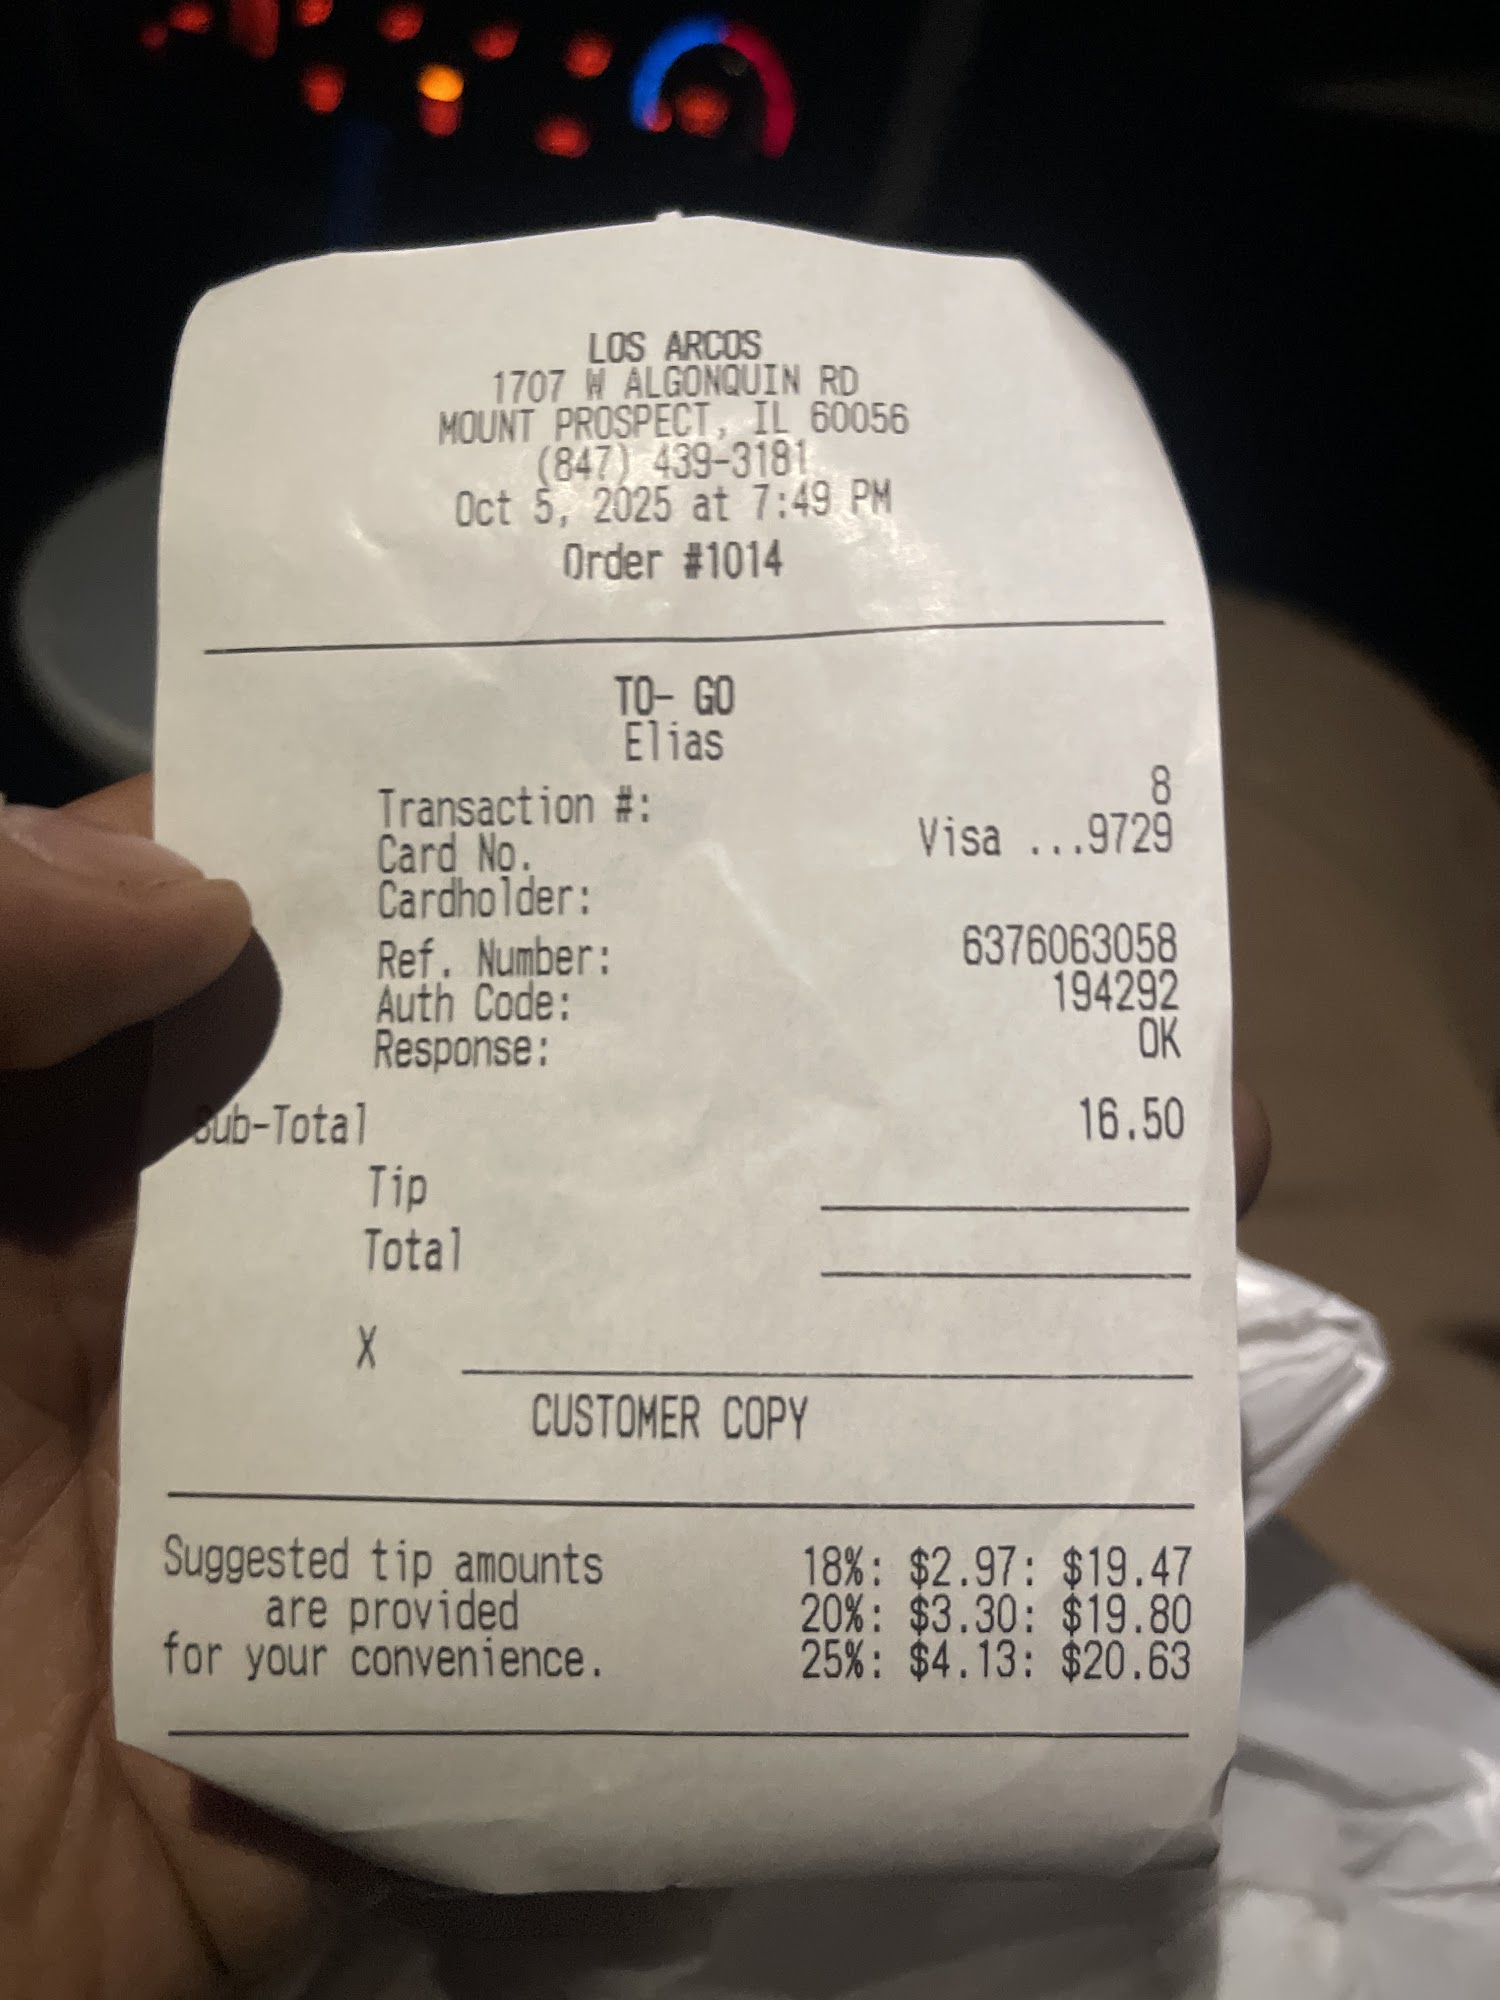 LOS ARCOS
1707 W ALGONQUIN RD
MOUNT PROSPECT, IL 60056
(847) 439-3181
Oct 5, 2025 at 7:49 PM
Order #1014
TO- GO
Elias
Transaction #: 8
Card No. Visa ...9729
Cardholder:
Ref. Number: 6376063058
Auth Code: 194292
Response: OK
Sub-Total 16.50
Tip
Total
X
CUSTOMER COPY
Suggested tip amounts 18%: $2.97: $19.47
are provided 20%: $3.30: $19.80
for your convenience. 25%: $4.13: $20.63